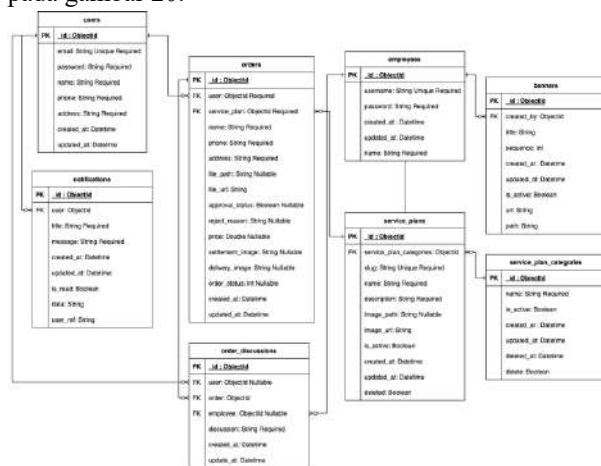 pada gambar 20.
users
PK _id : ObjectId
email: String Unique Required
password: String Required
name: String Required
phone: String Required
address: String Required
created_at: Datetime
updated_at: Datetime
notifications
PK _id : ObjectId
FK user: ObjectId
title: String Required
message: String Required
created_at: Datetime
updated_at: Datetime
is_read: Boolean
data: String
user_ref: String
orders
PK _id : ObjectId
FK user: ObjectId Required
FK service_plan: ObjectId Required
name: String Required
phone: String Required
address: String Required
file_path: String Nullable
file_url: String
approval_status: Boolean Nullable
reject_reason: String Nullable
price: Double Nullable
settlement_image: String Nullable
delivery_image: String Nullable
order_status: Int Nullable
created_at: Datetime
updated_at: Datetime
order_discussions
PK _id : ObjectId
FK user: ObjectId Nullable
FK order: ObjectId
FK employee: ObjectId Nullable
discussion: String Required
created_at: Datetime
update_at: Datetime
employees
PK _id : ObjectId
username: String Unique Required
password: String Required
created_at: Datetime
updated_at: Datetime
name: String Required
service_plans
PK _id : ObjectId
FK service_plan_categories: ObjectId
slug: String Unique Required
name: String Required
description: String Required
image_path: String Nullable
image_url: String
is_active: Boolean
created_at: Datetime
updated_at: Datetime
deleted: Boolean
banners
PK _id : ObjectId
FK created_by: ObjectId
title: String
sequence: Int
created_at: Datetime
updated_at: Datetime
is_active: Boolean
url: String
path: String
service_plan_categories
PK _id : ObjectId
name: String Required
is_active: Boolean
created_at: Datetime
updated_at: Datetime
deleted_at: Datetime
delete: Boolean